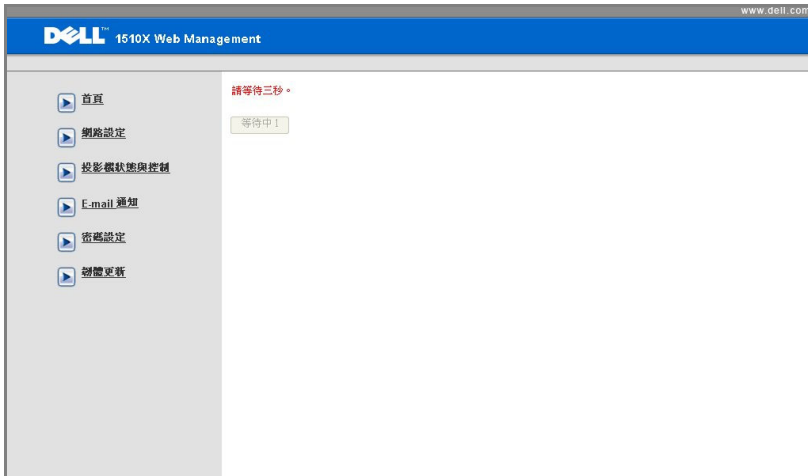 www.dell.com
DELL™ 1510X Web Management
首頁
網路設定
投影機狀態與控制
E-mail 通知
密碼設定
韌體更新
請等待三秒。
等待中！